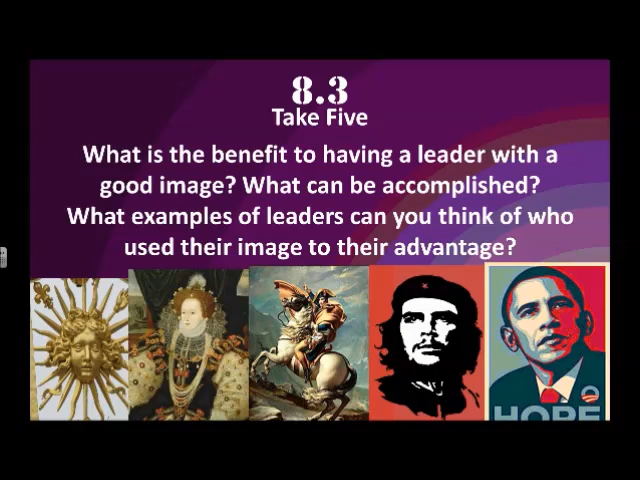 8.3
Take Five
What is the benefit to having a leader with a
good image? What can be accomplished?
What examples of leaders can you think of who
used their image to their advantage?
HOPE